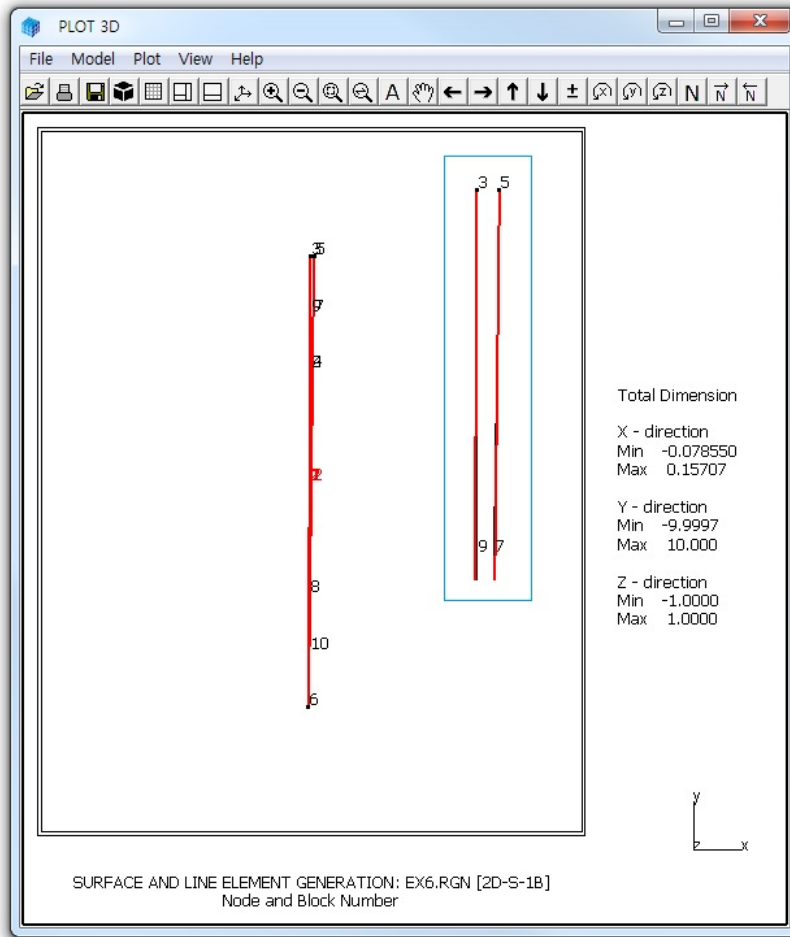 PLOT 3D
File Model Plot View Help
A
N
N
N
3 5
5
8
10
6
9 7
Total Dimension
X - direction
Min -0.078550
Max 0.15707
Y - direction
Min -9.9997
Max 10.000
Z - direction
Min -1.0000
Max 1.0000
y
z x
SURFACE AND LINE ELEMENT GENERATION: EX6.RGN [2D-S-1B]
Node and Block Number